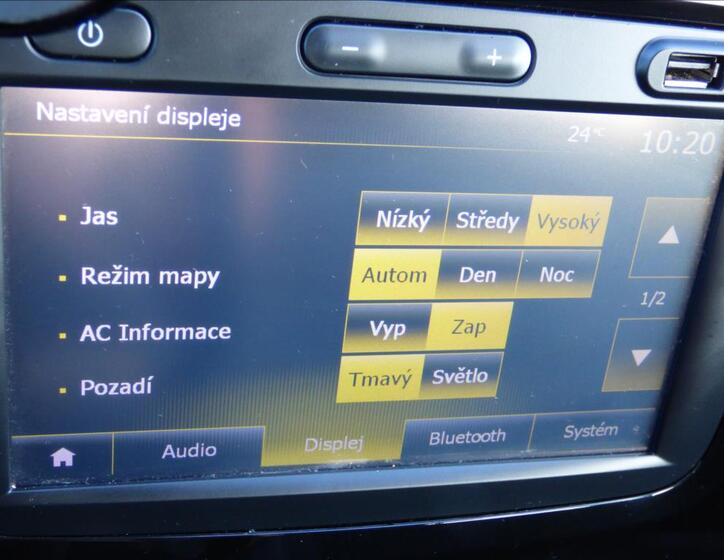 Nastavení displeje
24°C 10:20
Jas Nízký Středy Vysoký
Režim mapy Autom Den Noc
1/2
AC Informace Vyp Zap
Pozadí Tmavý Světlo
Audio Displej Bluetooth Systém